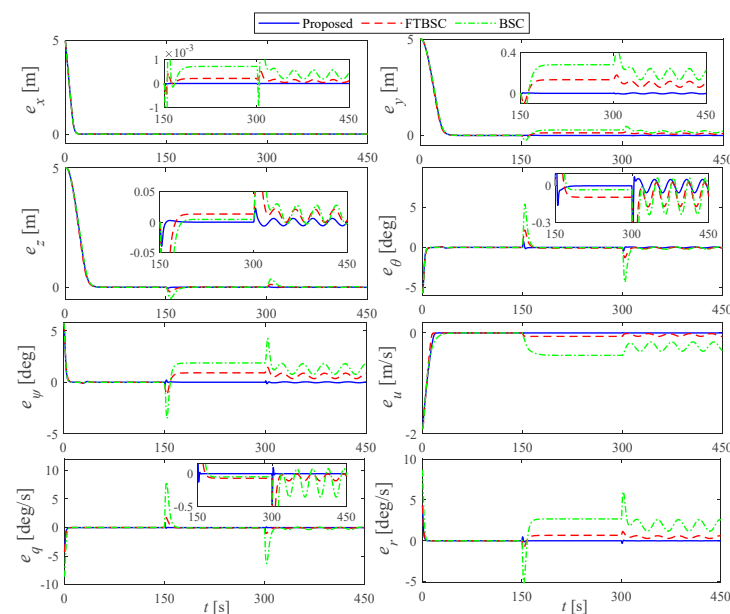 Proposed FTBSC BSC
e_x [m]
5
0
0 150 300 450
×10^-3
1
0
-1
150 300 450
e_y [m]
5
0
0 150 300 450
0.4
0
150 300 450
e_z [m]
5
0
0 150 300 450
0.05
0
-0.05
150 300 450
e_θ [deg]
5
0
-5
0 150 300 450
0
-0.3
150 300 450
e_ψ [deg]
5
0
-5
0 150 300 450
e_u [m/s]
0
-2
0 150 300 450
e_q [deg/s]
10
5
0
-5
-10
0 150 300 450
0
-0.5
150 300 450
t [s]
e_r [deg/s]
5
0
-5
0 150 300 450
t [s]